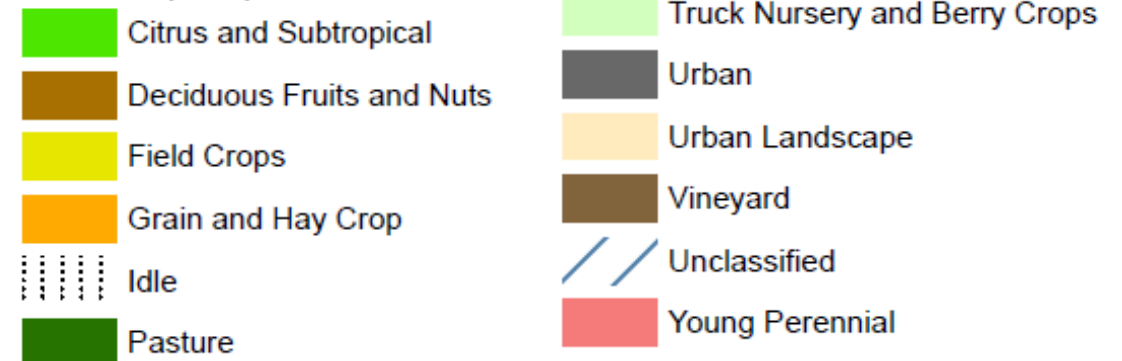 Citrus and Subtropical
Deciduous Fruits and Nuts
Field Crops
Grain and Hay Crop
Idle
Pasture
Truck Nursery and Berry Crops
Urban
Urban Landscape
Vineyard
Unclassified
Young Perennial